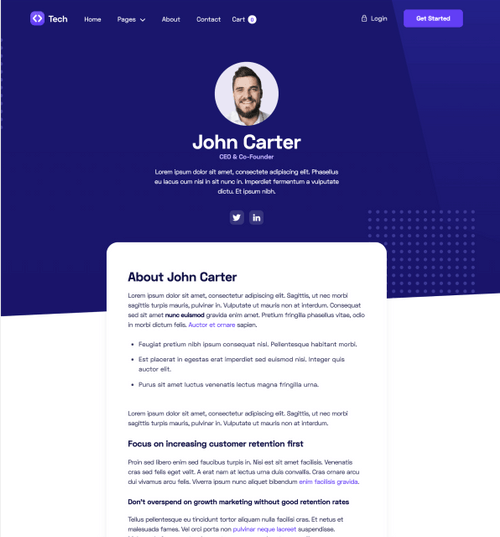 Tech Home Pages About Contact Cart 0 Login Get Started
John Carter
CEO & Co-Founder
Lorem ipsum dolor sit amet, consectete adipiscing elit. Phasellus
eu lacus cum nisi in sit nunc in. Imperdiet fermentum a vulputate
dictu. Et ipsum nibh.
About John Carter
Lorem ipsum dolor sit amet, consectetur adipiscing elit. Sagittis, ut nec morbi
sagittis turpis mauris, pulvinar in. Vulputate ut mauris non at interdum. Consequat
sed sit amet nunc euismod gravida enim amet. Pretium fringilla phasellus vitae, odio
in morbi dictum felis. Auctor et ornare sapien.
• Feugiat pretium nibh ipsum consequat nisl. Pellentesque habitant morbi.
• Est placerat in egestas erat imperdiet sed euismod nisi. Integer quis
auctor elit.
• Purus sit amet luctus venenatis lectus magna fringilla urna.
Lorem ipsum dolor sit amet, consectetur adipiscing elit. Sagittis, ut nec morbi
sagittis turpis mauris, pulvinar in. Vulputate ut mauris non at interdum.
Focus on increasing customer retention first
Proin sed libero enim sed faucibus turpis in. Nisi est sit amet facilisis. Venenatis
cras sed felis eget velit. A erat nam at lectus urna duis convallis. Cras ornare arcu
dui vivamus arcu felis. Viverra ipsum nunc aliquet bibendum enim facilisis gravida.
Don't overspend on growth marketing without good retention rates
Tellus pellentesque eu tincidunt tortor aliquam nulla facilisi cras. Et netus et
malesuada fames. Vel orci porta non pulvinar neque laoreet suspendisse.